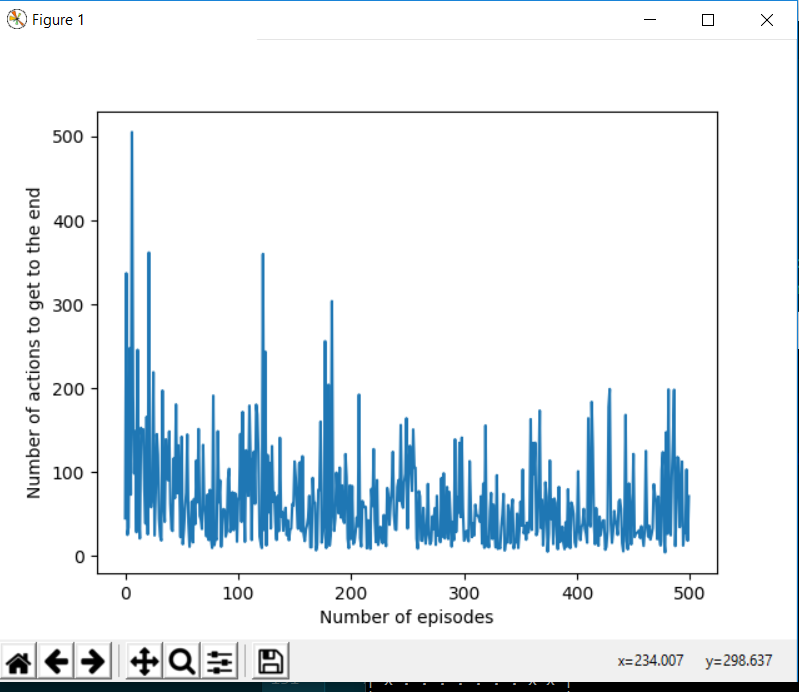 Figure 1
500
400
300
200
100
0
Number of actions to get to the end
0 100 200 300 400 500
Number of episodes
x=234.007 y=298.637